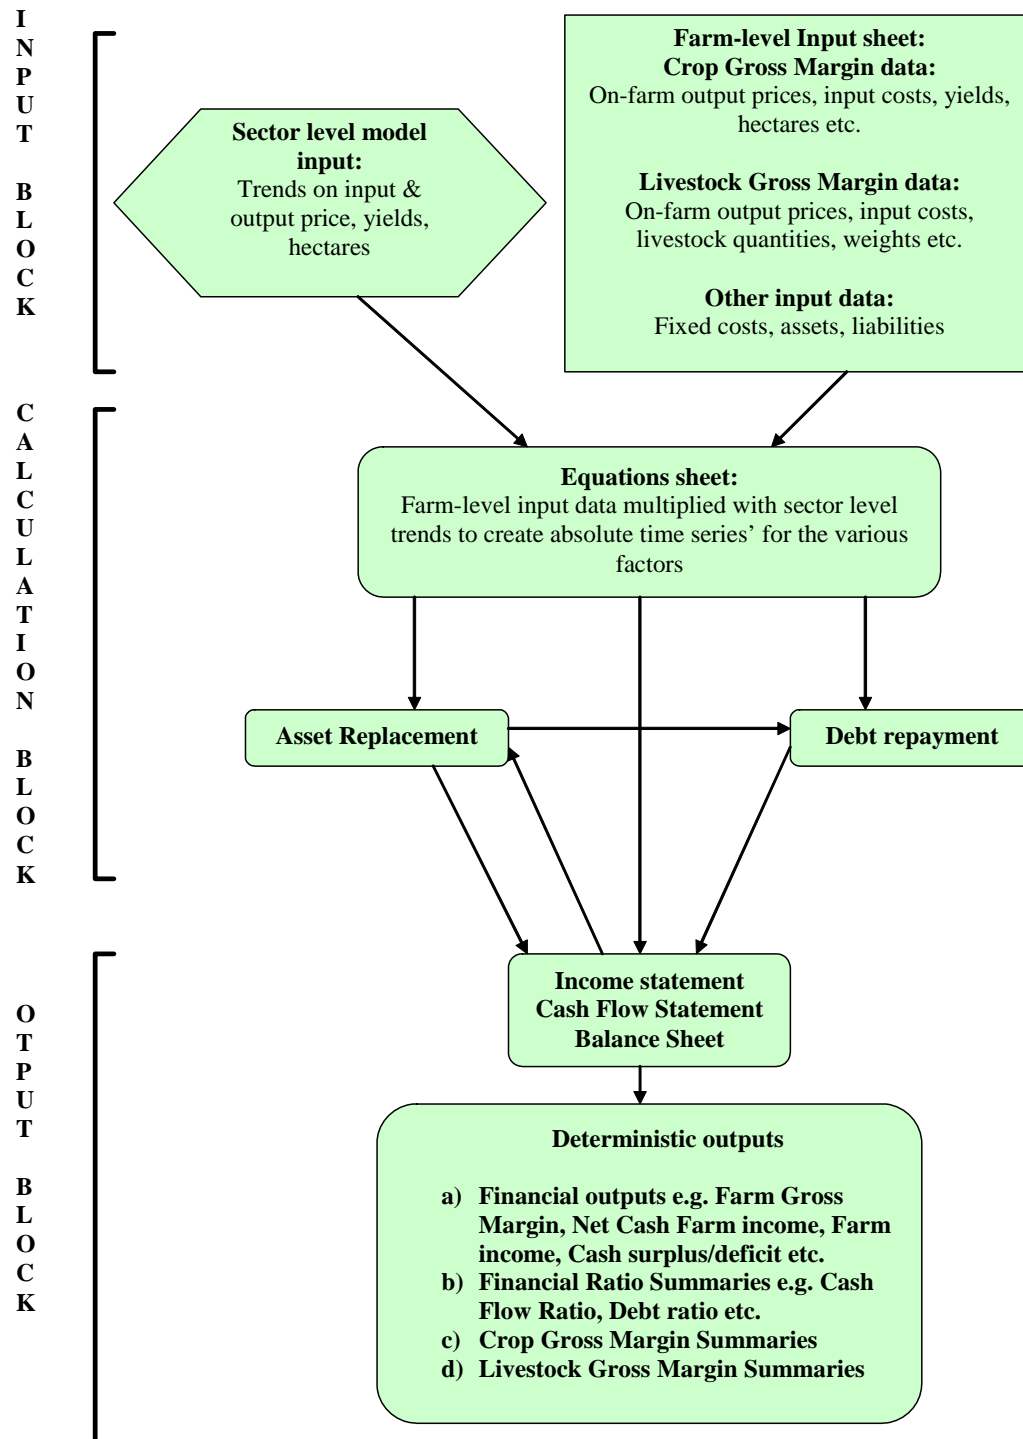 I
N
P
U
T
B
L
O
C
K
Sector level model
input:
Trends on input &
output price, yields,
hectares
Farm-level Input sheet:
Crop Gross Margin data:
On-farm output prices, input costs, yields,
hectares etc.
Livestock Gross Margin data:
On-farm output prices, input costs,
livestock quantities, weights etc.
Other input data:
Fixed costs, assets, liabilities
C
A
L
C
U
L
A
T
I
O
N
B
L
O
C
K
Equations sheet:
Farm-level input data multiplied with sector level
trends to create absolute time series’ for the various
factors
Asset Replacement
Debt repayment
O
T
P
U
T
B
L
O
C
K
Income statement
Cash Flow Statement
Balance Sheet
Deterministic outputs
a) Financial outputs e.g. Farm Gross
Margin, Net Cash Farm income, Farm
income, Cash surplus/deficit etc.
b) Financial Ratio Summaries e.g. Cash
Flow Ratio, Debt ratio etc.
c) Crop Gross Margin Summaries
d) Livestock Gross Margin Summaries